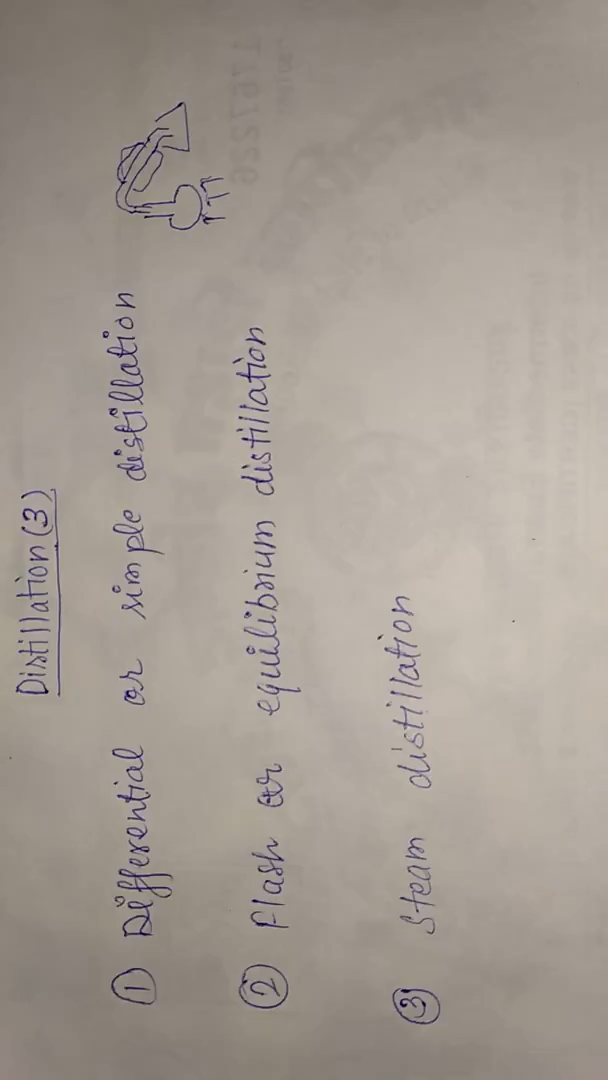 Distillation (3)
① Differential or simple distillation
② Flash or equilibrium distillation
③ Steam distillation